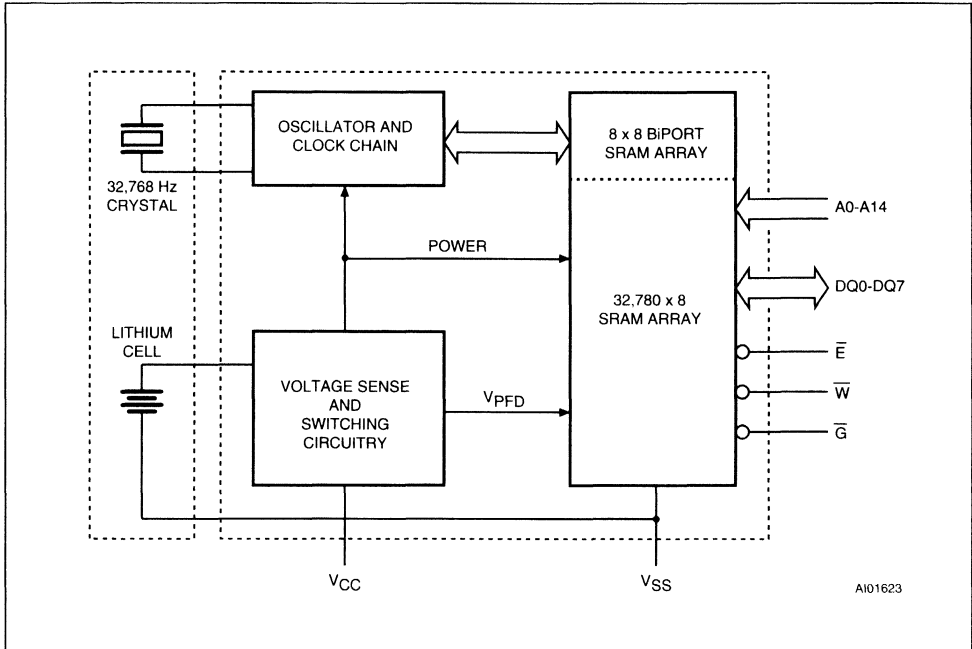 OSCILLATOR AND
CLOCK CHAIN
8 x 8 BiPORT
SRAM ARRAY
32,768 Hz
CRYSTAL
A0-A14
POWER
DQ0-DQ7
32,780 x 8
SRAM ARRAY
LITHIUM
CELL
VOLTAGE SENSE
AND
SWITCHING
CIRCUITRY
VPFD
E̅
W̅
G̅
VCC
VSS
AI01623